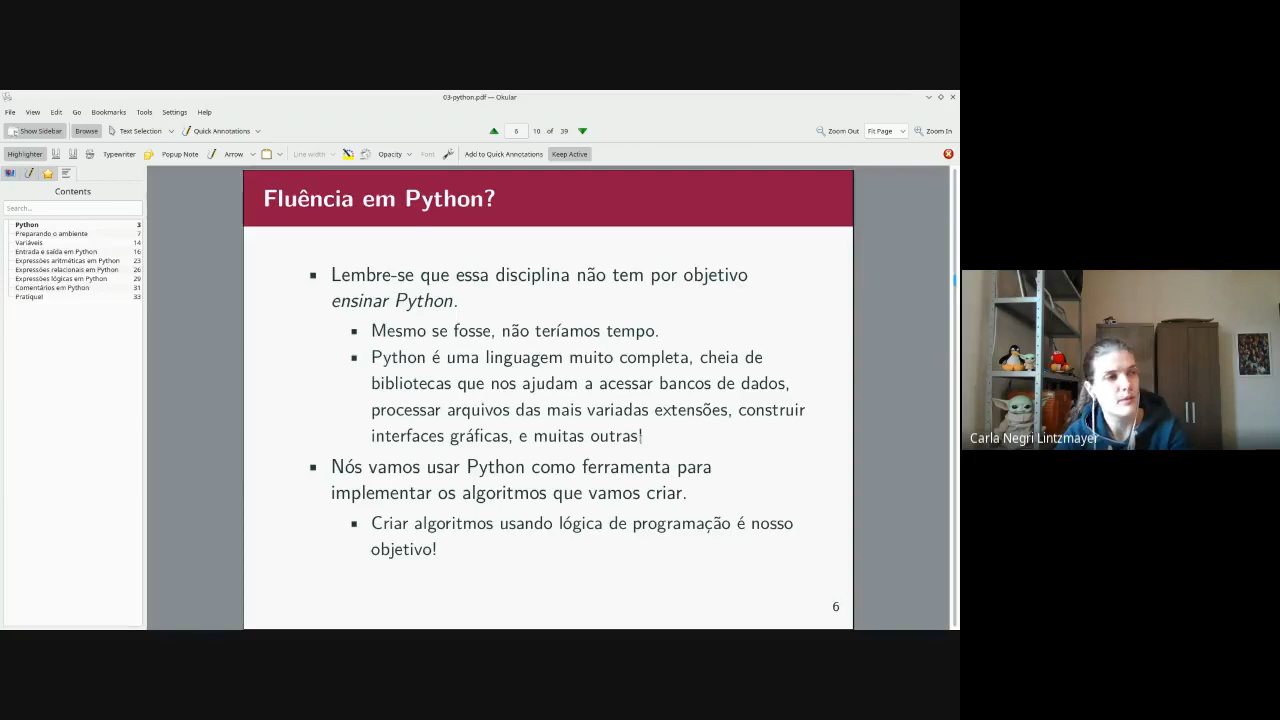 03-python.pdf — Okular
File View Edit Go Bookmarks Tools Settings Help
Show Sidebar Browse Text Selection Quick Annotations 6 10 of 39 Zoom Out Fit Page Zoom In
Highlighter Typewriter Popup Note Arrow Line width Opacity Font Add to Quick Annotations Keep Active
Contents
Search...
Python 3
Preparando o ambiente 7
Variáveis 14
Entrada e saída em Python 16
Expressões aritméticas em Python 23
Expressões relacionais em Python 26
Expressões lógicas em Python 29
Comentários em Python 31
Pratique! 33
Fluência em Python?
▪ Lembre-se que essa disciplina não tem por objetivo
ensinar Python.
▪ Mesmo se fosse, não teríamos tempo.
▪ Python é uma linguagem muito completa, cheia de
bibliotecas que nos ajudam a acessar bancos de dados,
processar arquivos das mais variadas extensões, construir
interfaces gráficas, e muitas outras!
▪ Nós vamos usar Python como ferramenta para
implementar os algoritmos que vamos criar.
▪ Criar algoritmos usando lógica de programação é nosso
objetivo!
6
Carla Negri Lintzmayer